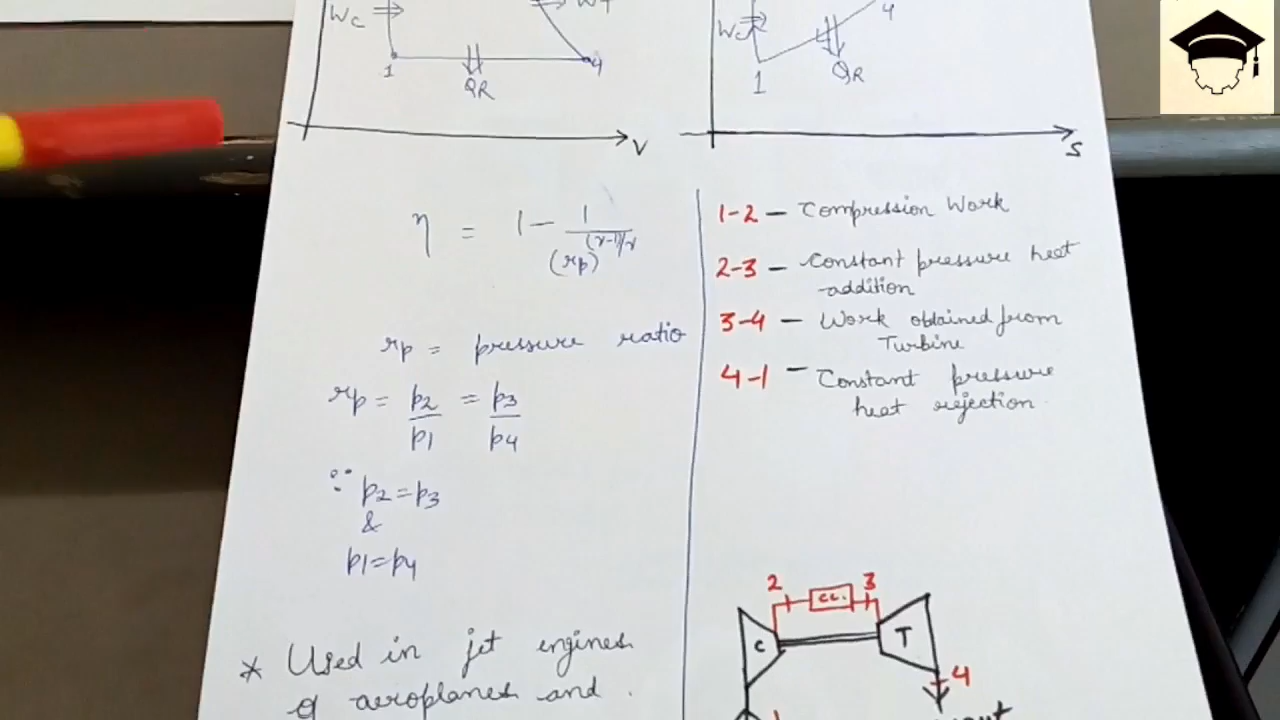 Wc
1
QR
4
V
Wc
4
QR
1
S
η = 1 - 1/(rp)^(γ-1)/γ
rp = pressure ratio
rp = p2/p1 = p3/p4
∵ p2=p3
&
p1=p4
* Used in jet engines
of aeroplanes and
1-2 - Compression Work
2-3 - Constant pressure heat
addition
3-4 - Work obtained from
Turbine
4-1 - Constant pressure
heat rejection
2
C.C.
3
C
T
4
1